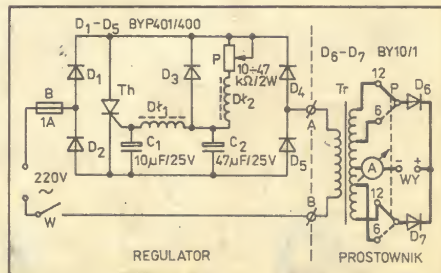 D₁-D₅ BYP401/400
D₆-D₇ BY10/1
B
1A
D₁
Th
D₃
P
10÷47
kΩ/2W
D₄
Dł₁
Dł₂
D₂
C₁
10µF/25V
C₂
47µF/25V
D₅
A
220V
~
W
B
Tr
12
P
D₆
6
A
- +
WY
12
6
D₇
REGULATOR
PROSTOWNIK